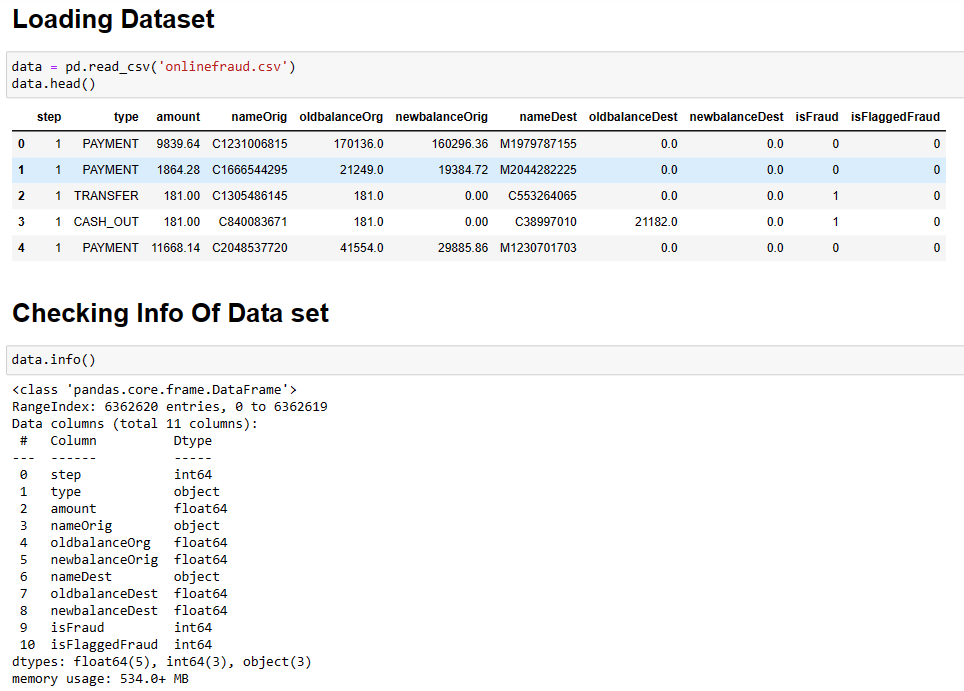 Loading Dataset
data = pd.read_csv('onlinefraud.csv')
data.head()
step type amount nameOrig oldbalanceOrg newbalanceOrig nameDest oldbalanceDest newbalanceDest isFraud isFlaggedFraud
0 1 PAYMENT 9839.64 C1231006815 170136.0 160296.36 M1979787155 0.0 0.0 0 0
1 1 PAYMENT 1864.28 C1666544295 21249.0 19384.72 M2044282225 0.0 0.0 0 0
2 1 TRANSFER 181.00 C1305486145 181.0 0.00 C553264065 0.0 0.0 1 0
3 1 CASH_OUT 181.00 C840083671 181.0 0.00 C38997010 21182.0 0.0 1 0
4 1 PAYMENT 11668.14 C2048537720 41554.0 29885.86 M1230701703 0.0 0.0 0 0
Checking Info Of Data set
data.info()
<class 'pandas.core.frame.DataFrame'>
RangeIndex: 6362620 entries, 0 to 6362619
Data columns (total 11 columns):
# Column Dtype
--- ------ -----
0 step int64
1 type object
2 amount float64
3 nameOrig object
4 oldbalanceOrg float64
5 newbalanceOrig float64
6 nameDest object
7 oldbalanceDest float64
8 newbalanceDest float64
9 isFraud int64
10 isFlaggedFraud int64
dtypes: float64(5), int64(3), object(3)
memory usage: 534.0+ MB